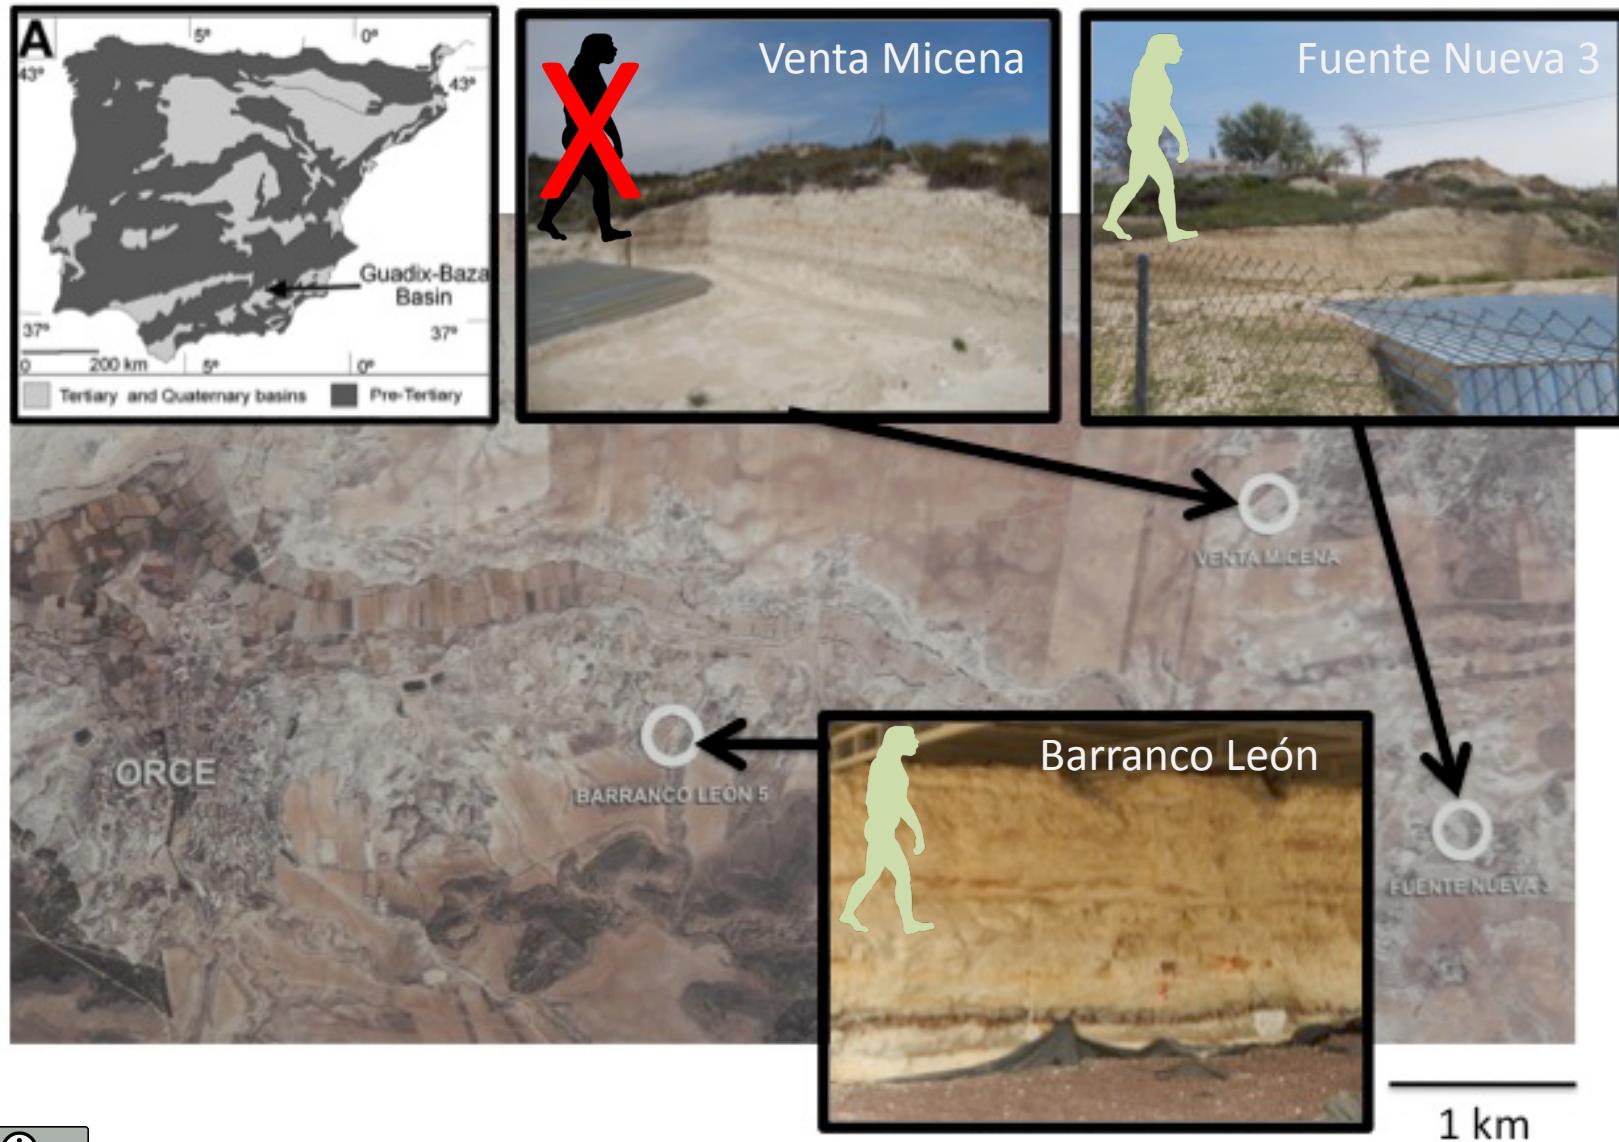 A
5°
0°
43°
43°
Guadix-Baza
Basin
37°
37°
0
200 km
5°
0°
Tertiary and Quaternary basins
Pre-Tertiary
Venta Micena
Fuente Nueva 3
VENTA MICENA
ORCE
BARRANCO LEÓN 5
Barranco León
FUENTE NUEVA 3
1 km